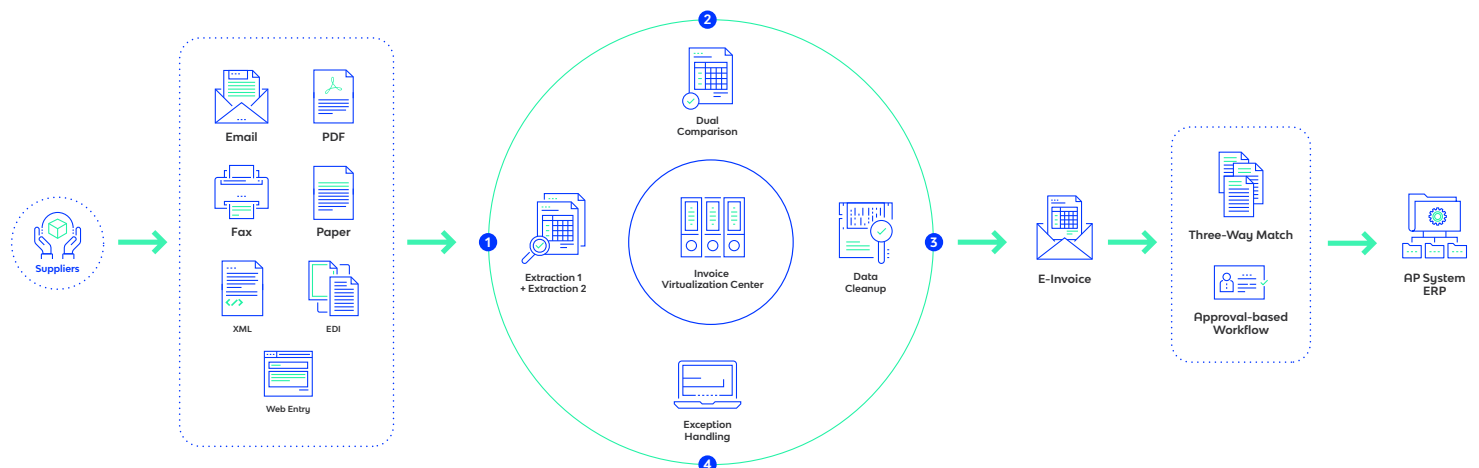 Suppliers
Email
PDF
Fax
Paper
XML
EDI
</>
Web Entry
1
Extraction 1
+ Extraction 2
2
Dual
Comparison
Invoice
Virtualization Center
3
Data
Cleanup
4
Exception
Handling
E-Invoice
Three-Way Match
Approval-based
Workflow
AP System
ERP